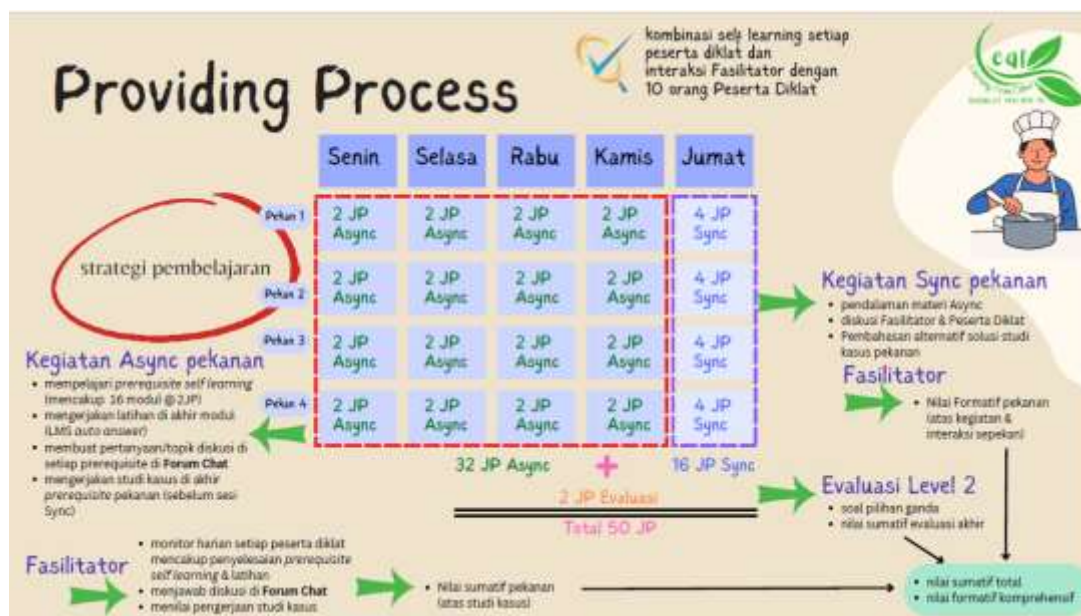 Providing Process
kombinasi self learning setiap
peserta diklat dan
interaksi Fasilitator dengan
10 orang Peserta Diklat
Senin Selasa Rabu Kamis Jumat
strategi pembelajaran
Pekan 1
2 JP 2 JP 2 JP 2 JP 4 JP
Async Async Async Async Sync
Pekan 2
2 JP 2 JP 2 JP 2 JP 4 JP
Async Async Async Async Sync
Pekan 3
2 JP 2 JP 2 JP 2 JP 4 JP
Async Async Async Async Sync
Pekan 4
2 JP 2 JP 2 JP 2 JP 4 JP
Async Async Async Async Sync
32 JP Async + 16 JP Sync
2 JP Evaluasi
Total 50 JP
Kegiatan Async pekanan
• mempelajari prerequisite self learning
(mencakup 16 modul @2JP)
• mengerjakan latihan di akhir modul
(LMS auto answer)
• membuat pertanyaan/topik diskusi di
setiap prerequisite di Forum Chat
• mengerjakan studi kasus di akhir
prerequisite pekanan (sebelum sesi
Sync)
Kegiatan Sync pekanan
• pendalaman materi Async
• diskusi Fasilitator & Peserta Diklat
• Pembahasan alternatif solusi studi
kasus pekanan
Fasilitator
• Nilai Formatif pekanan
(atas kegiatan &
interaksi sepekan)
Evaluasi Level 2
• soal pilihan ganda
• nilai sumatif evaluasi akhir
Fasilitator
• monitor harian setiap peserta diklat
mencakup penyelesaian prerequisite
self learning & latihan
• menjawab diskusi di Forum Chat
• menilai pengerjaan studi kasus
• Nilai sumatif pekanan
(atas studi kasus)
• nilai sumatif total
• nilai formatif komprehensif